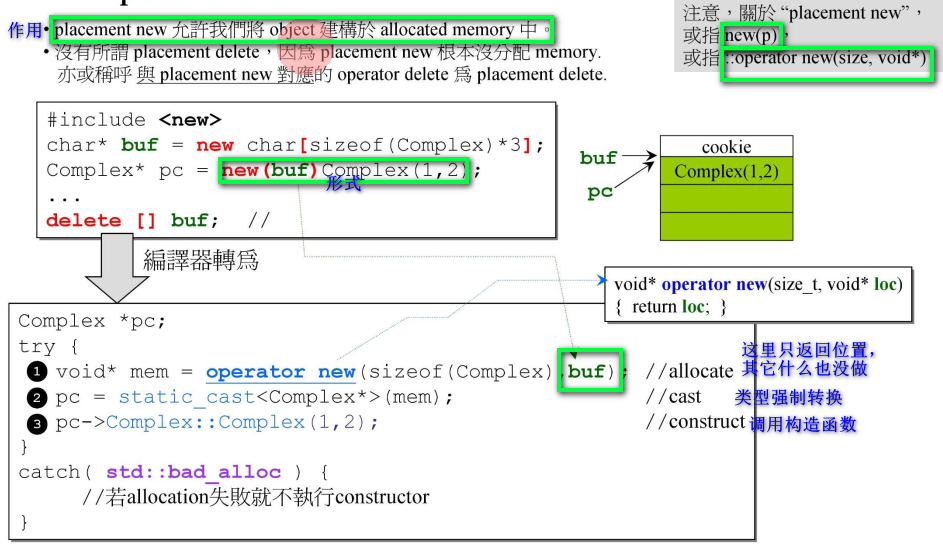 作用• placement new 允許我們將 object 建構於 allocated memory 中。
• 沒有所謂 placement delete，因爲 placement new 根本沒分配 memory.
亦或稱呼 與 placement new 對應的 operator delete 爲 placement delete.
注意，關於 “placement new”，
或指 new(p)，
或指 ::operator new(size, void*)
#include <new>
char* buf = new char[sizeof(Complex)*3];
Complex* pc = new(buf)Complex(1,2);
形式
...
delete [] buf; //
buf
pc
cookie
Complex(1,2)
編譯器轉爲
void* operator new(size_t, void* loc)
{ return loc; }
Complex *pc;
try {
1 void* mem = operator new(sizeof(Complex),buf); //allocate
这里只返回位置，
其它什么也没做
2 pc = static_cast<Complex*>(mem); //cast 类型强制转换
3 pc->Complex::Complex(1,2); //construct 调用构造函数
}
catch( std::bad_alloc ) {
//若allocation失敗就不執行constructor
}